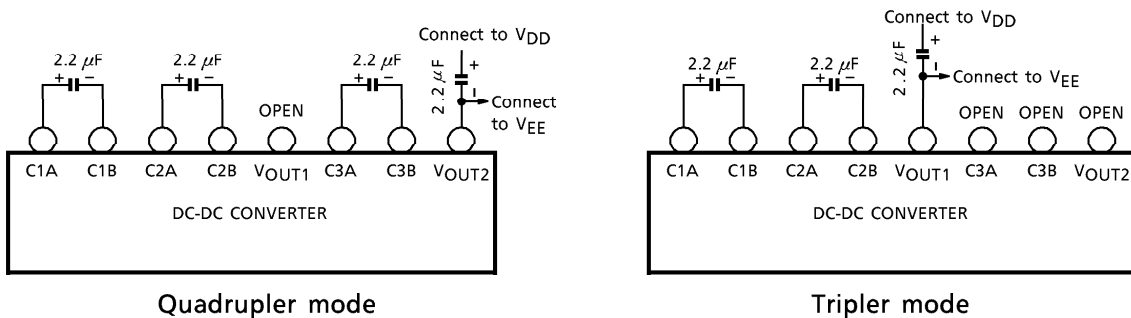 Connect to VDD
2.2 μF
2.2 μF
2.2 μF
2.2 μF
+ −
+ −
+ −
+
−
OPEN
Connect
to VEE
C1A C1B C2A C2B VOUT1 C3A C3B VOUT2
DC-DC CONVERTER
Quadrupler mode
Connect to VDD
2.2 μF
2.2 μF
2.2 μF
+ −
+ −
+
−
Connect to VEE
OPEN OPEN OPEN
C1A C1B C2A C2B VOUT1 C3A C3B VOUT2
DC-DC CONVERTER
Tripler mode